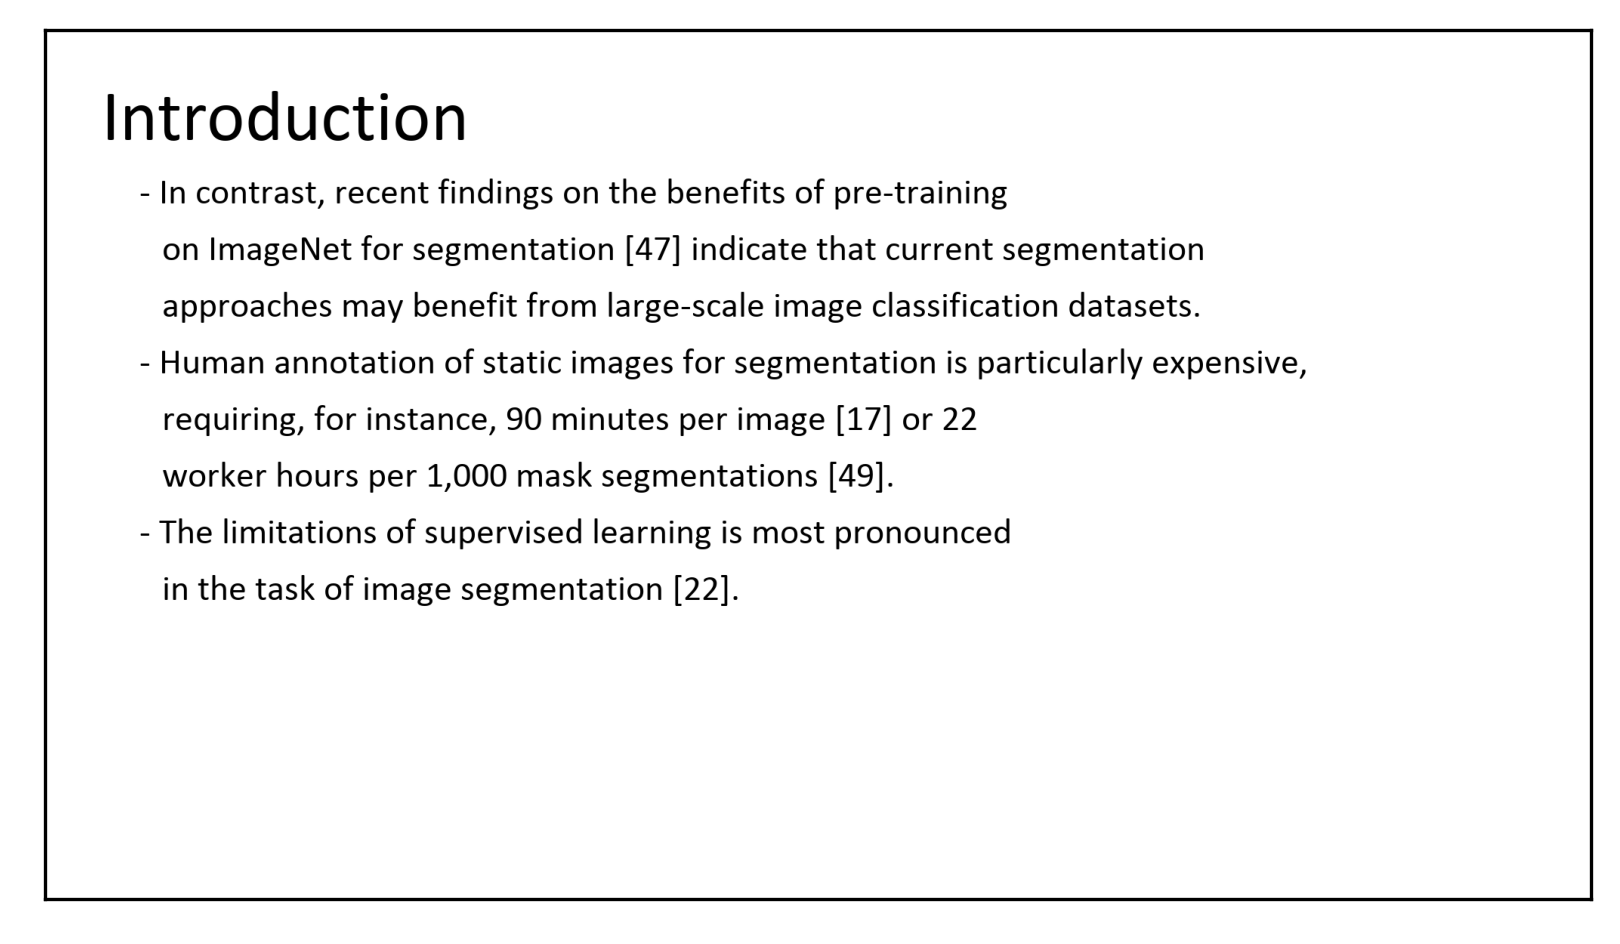 Introduction
- In contrast, recent findings on the benefits of pre-training
on ImageNet for segmentation [47] indicate that current segmentation
approaches may benefit from large-scale image classification datasets.
- Human annotation of static images for segmentation is particularly expensive,
requiring, for instance, 90 minutes per image [17] or 22
worker hours per 1,000 mask segmentations [49].
- The limitations of supervised learning is most pronounced
in the task of image segmentation [22].